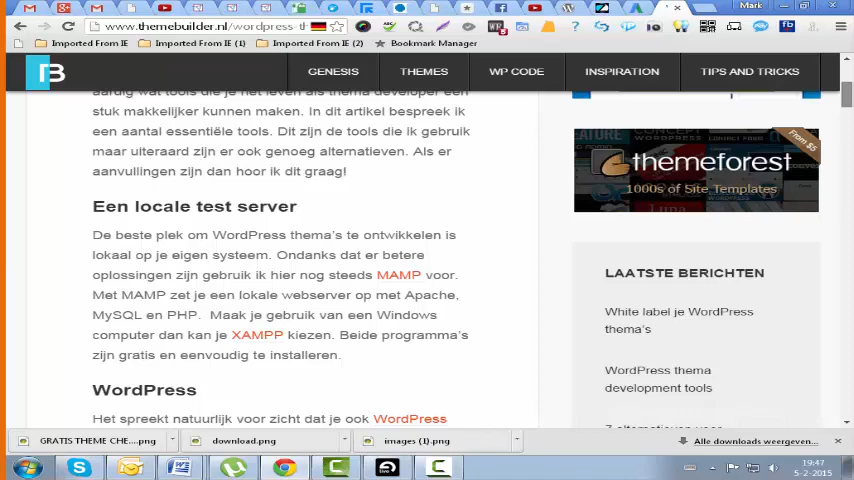 Mark
www.themebuilder.nl/wordpress-th
Imported From IE
Imported From IE (1)
Imported From IE (2)
Bookmark Manager
GENESIS
THEMES
WP CODE
INSPIRATION
TIPS AND TRICKS
aardig wat tools die je het leven als thema developer een
stuk makkelijker kunnen maken. In dit artikel bespreek ik
een aantal essentiële tools. Dit zijn de tools die ik gebruik
maar uiteraard zijn er ook genoeg alternatieven. Als er
aanvullingen zijn dan hoor ik dit graag!
Een locale test server
De beste plek om WordPress thema's te ontwikkelen is
lokaal op je eigen systeem. Ondanks dat er betere
oplossingen zijn gebruik ik hier nog steeds MAMP voor.
Met MAMP zet je een lokale webserver op met Apache,
MySQL en PHP. Maak je gebruik van een Windows
computer dan kan je XAMPP kiezen. Beide programma's
zijn gratis en eenvoudig te installeren.
WordPress
Het spreekt natuurlijk voor zicht dat je ook WordPress
From $5
themeforest
1000s of Site Templates
LAATSTE BERICHTEN
White label je WordPress
thema's
WordPress thema
development tools
7 alternatieven voor
GRATIS THEME CHE....png
download.png
images (1).png
Alle downloads weergeven...
19:47
5-2-2015